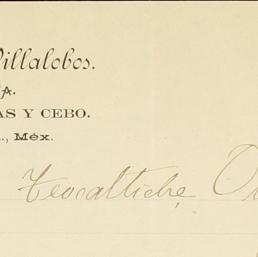 Villalobos.
A.
AS Y CEBO.
., Méx.
Teocaltiche,